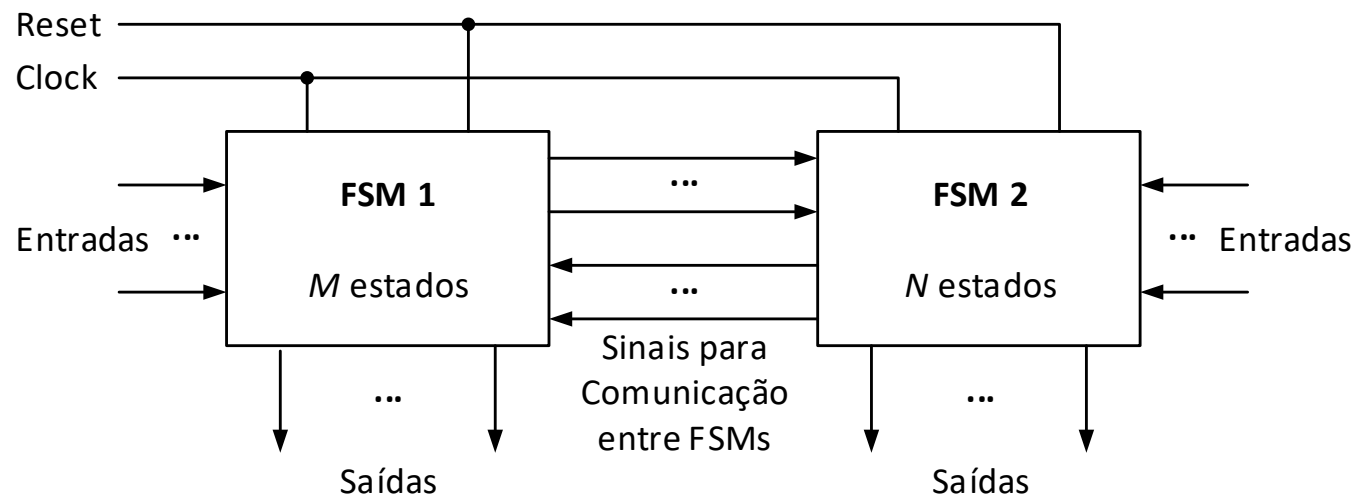 Reset
Clock
FSM 1
...
FSM 2
Entradas ...
... Entradas
M estados
...
N estados
Sinais para
Comunicação
entre FSMs
...
...
Saídas
Saídas